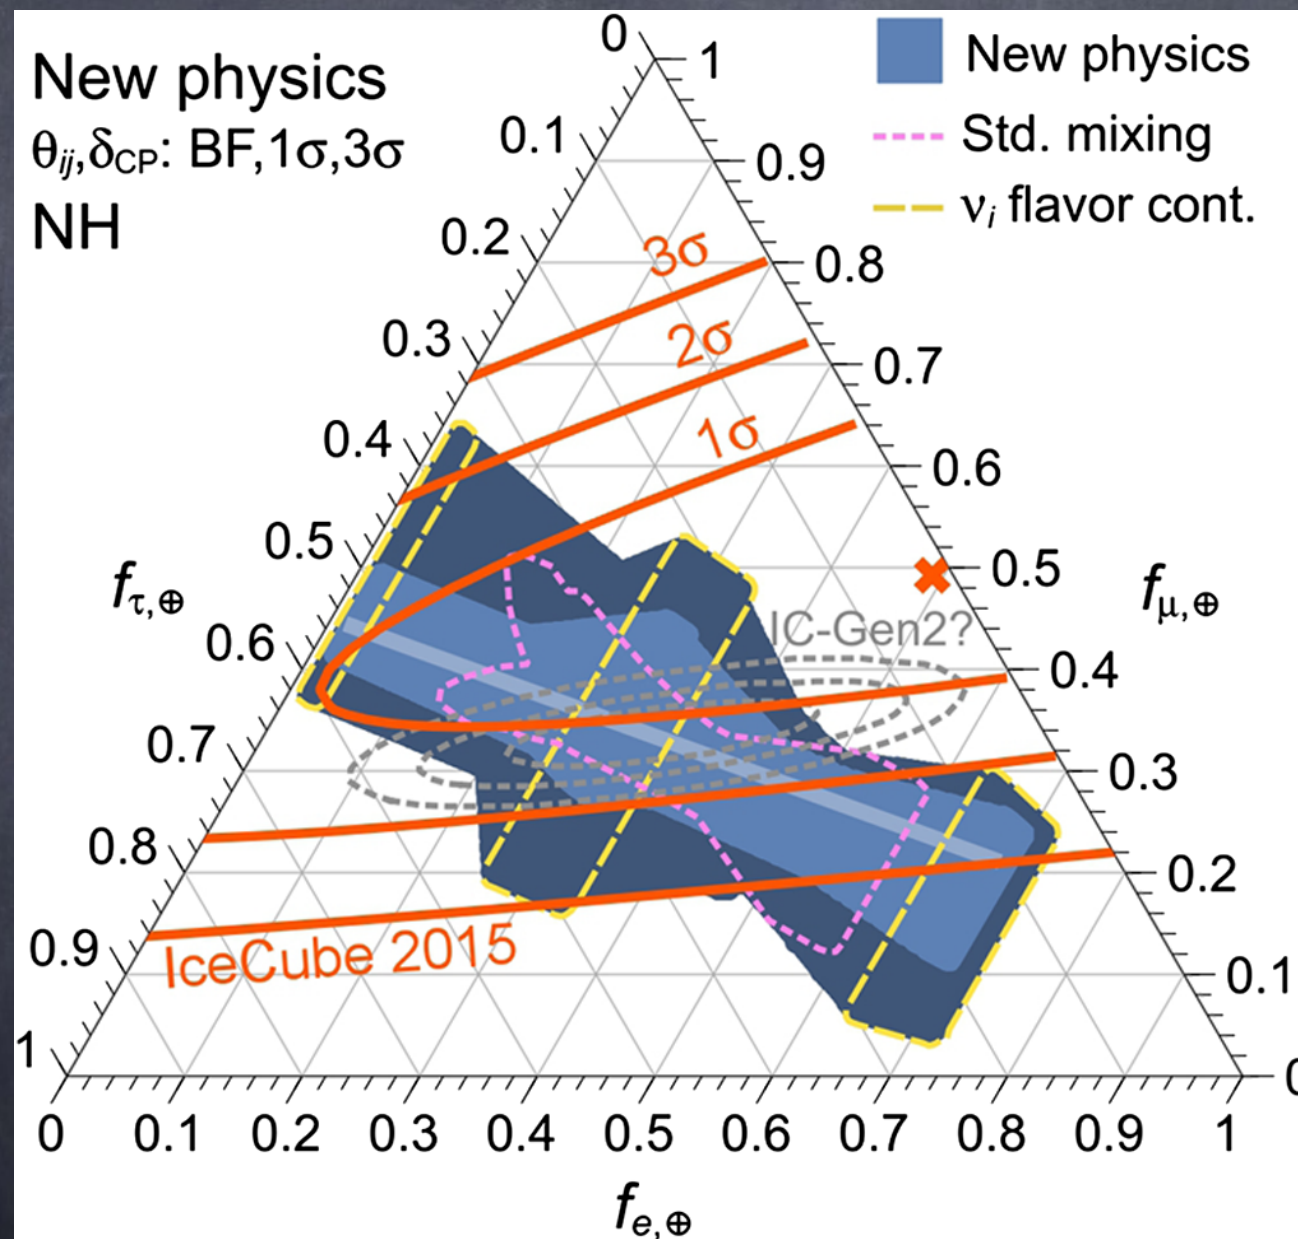 New physics
θij,δCP: BF,1σ,3σ
NH
New physics
Std. mixing
νi flavor cont.
0
0.1
0.2
0.3
0.4
0.5
0.6
0.7
0.8
0.9
1
fτ,⊕
1
0.9
0.8
0.7
0.6
0.5
0.4
0.3
0.2
0.1
0
fμ,⊕
3σ
2σ
1σ
IC-Gen2?
IceCube 2015
0 0.1 0.2 0.3 0.4 0.5 0.6 0.7 0.8 0.9 1
fe,⊕